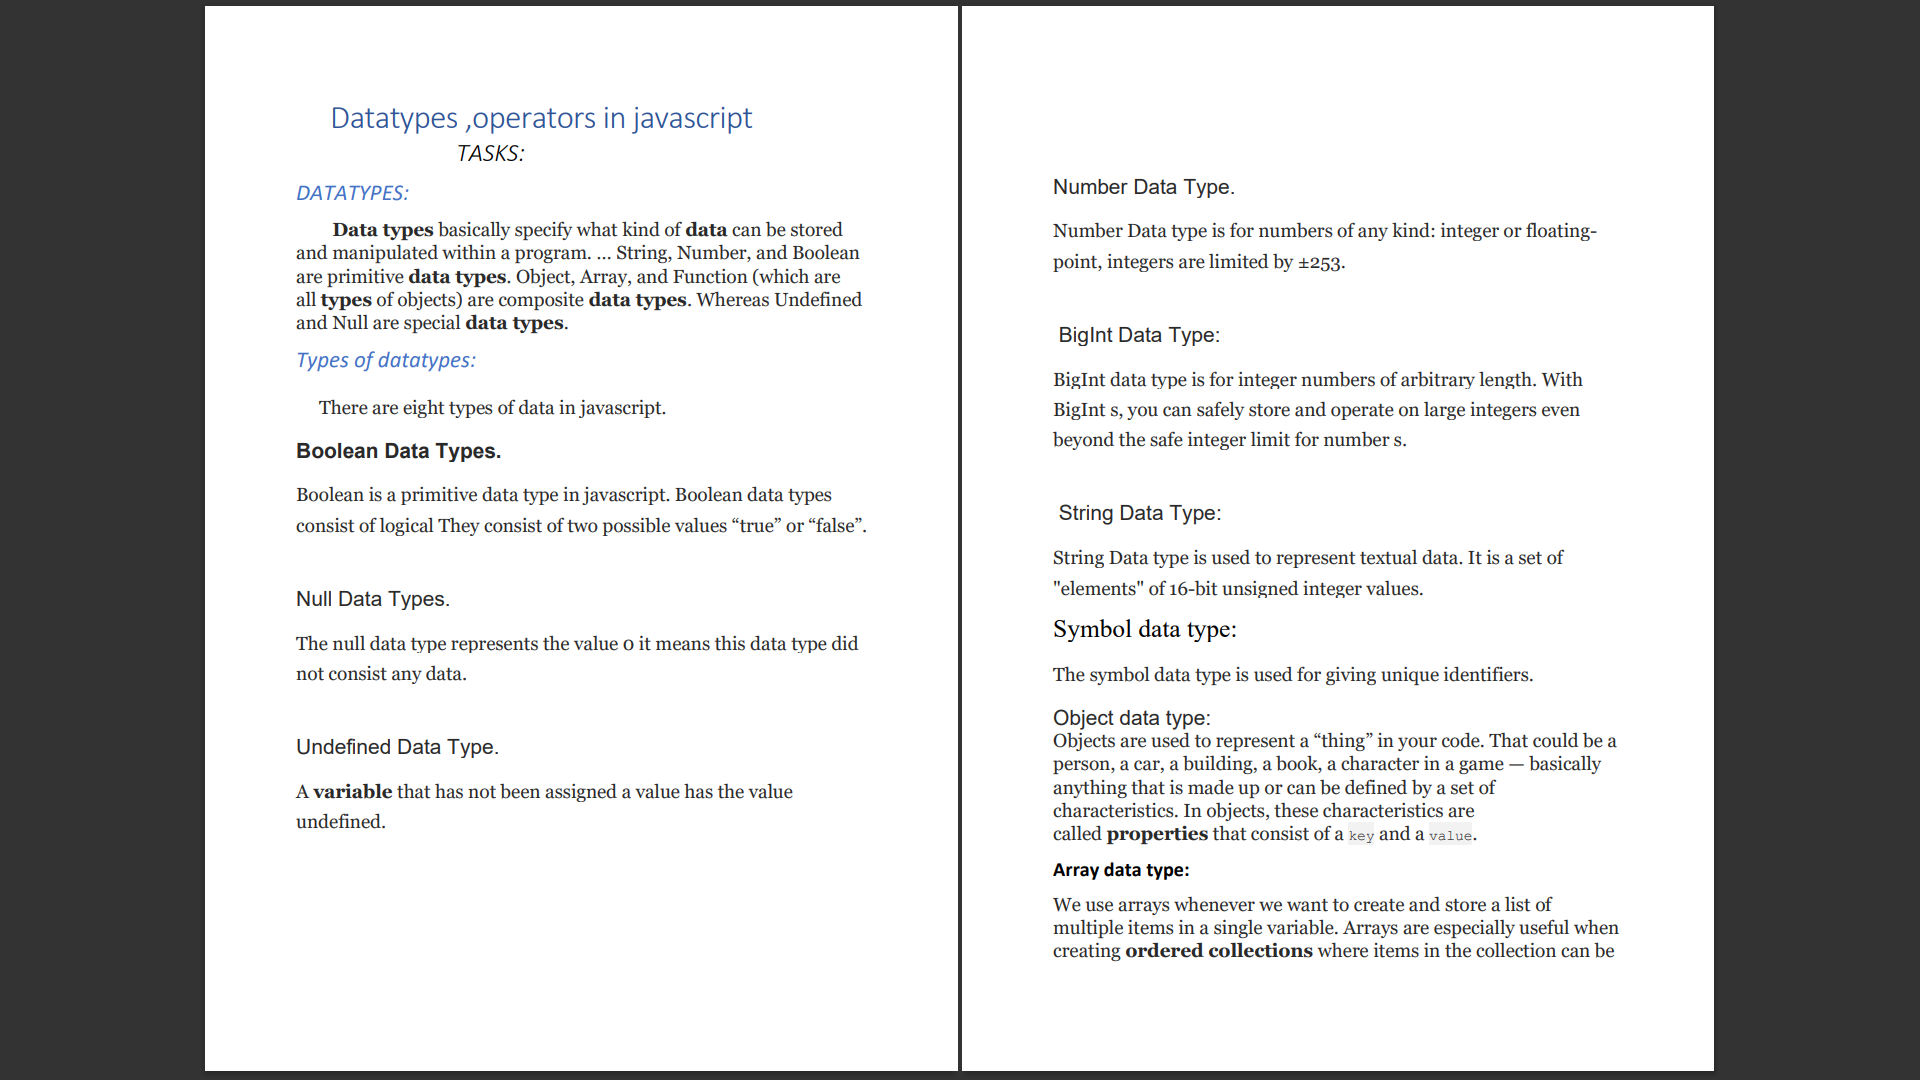 Datatypes ,operators in javascript
TASKS:
DATATYPES:
Data types basically specify what kind of data can be stored
and manipulated within a program. ... String, Number, and Boolean
are primitive data types. Object, Array, and Function (which are
all types of objects) are composite data types. Whereas Undefined
and Null are special data types.
Types of datatypes:
There are eight types of data in javascript.
Boolean Data Types.
Boolean is a primitive data type in javascript. Boolean data types
consist of logical They consist of two possible values “true” or “false”.
Null Data Types.
The null data type represents the value 0 it means this data type did
not consist any data.
Undefined Data Type.
A variable that has not been assigned a value has the value
undefined.
Number Data Type.
Number Data type is for numbers of any kind: integer or floating-
point, integers are limited by ±253.
BigInt Data Type:
BigInt data type is for integer numbers of arbitrary length. With
BigInt s, you can safely store and operate on large integers even
beyond the safe integer limit for number s.
String Data Type:
String Data type is used to represent textual data. It is a set of
"elements" of 16-bit unsigned integer values.
Symbol data type:
The symbol data type is used for giving unique identifiers.
Object data type:
Objects are used to represent a “thing” in your code. That could be a
person, a car, a building, a book, a character in a game — basically
anything that is made up or can be defined by a set of
characteristics. In objects, these characteristics are
called properties that consist of a key and a value.
Array data type:
We use arrays whenever we want to create and store a list of
multiple items in a single variable. Arrays are especially useful when
creating ordered collections where items in the collection can be